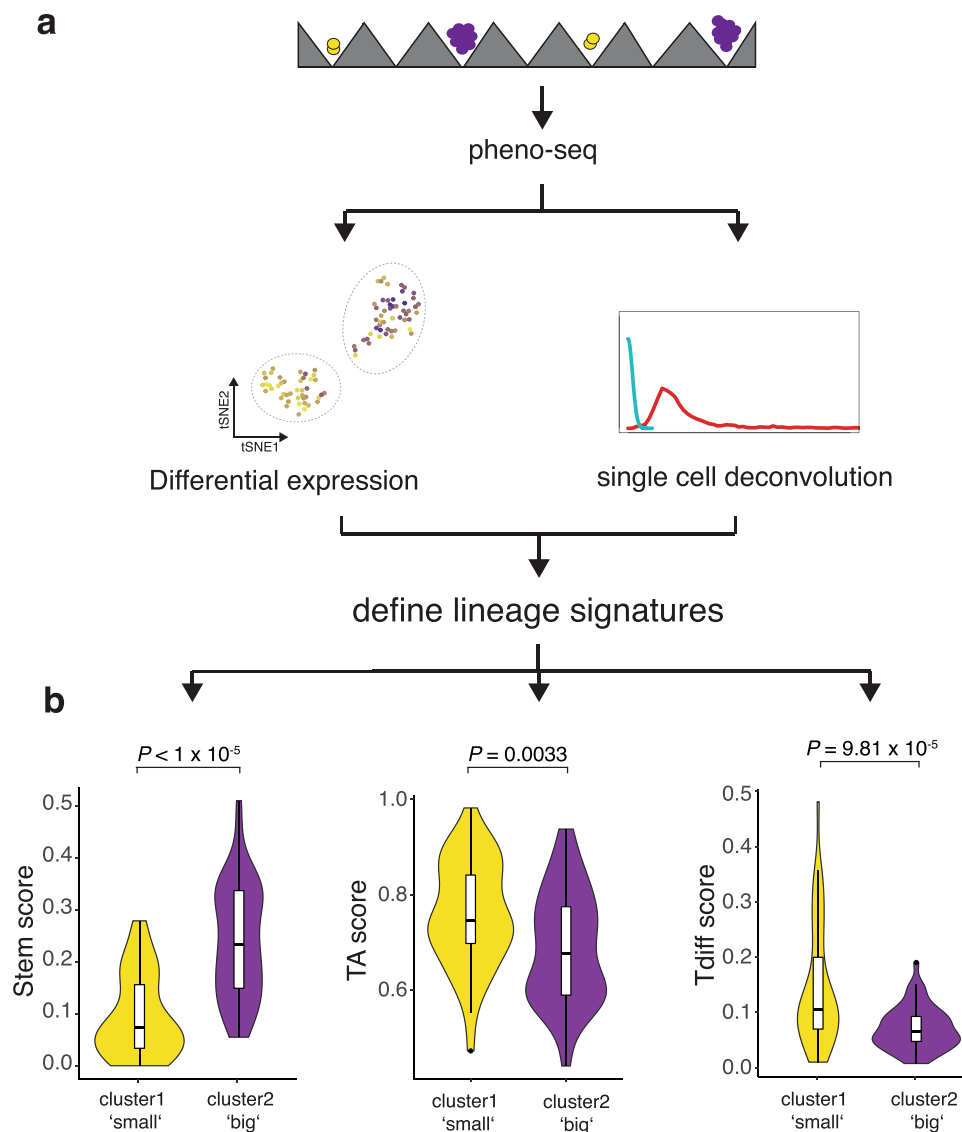 a
pheno-seq
tSNE2
tSNE1
Differential expression
single cell deconvolution
define lineage signatures
b
P < 1 x 10⁻⁵
Stem score
0.5
0.4
0.3
0.2
0.1
0.0
cluster1
‘small‘
cluster2
‘big‘
P = 0.0033
TA score
1.0
0.8
0.6
cluster1
‘small‘
cluster2
‘big‘
P = 9.81 x 10⁻⁵
Tdiff score
0.5
0.4
0.3
0.2
0.1
0.0
cluster1
‘small‘
cluster2
‘big‘